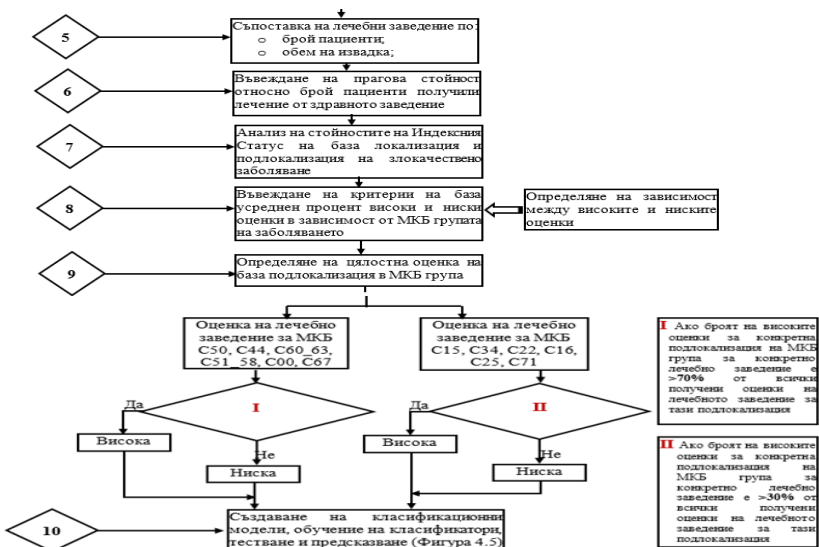 5
Съпоставка на лечебни заведение по:
o брой пациенти;
o обем на извадка;
6
Въвеждане на прагова стойност
относно брой пациенти получили
лечение от здравното заведение
7
Анализ на стойностите на Индексния
Статус на база локализация и
подлокализация на злокачествено
заболяване
8
Въвеждане на критерии на база
усреднен процент високи и ниски
оценки в зависимост от МКБ групата
на заболяването
Определяне на зависимост
между високите и ниските
оценки
9
Определяне на цялостна оценка на
база подлокализация в МКБ група
Оценка на лечебно
заведение за МКБ
C50, C44, C60_63,
C51_58, C00, C67
Оценка на лечебно
заведение за МКБ
C15, C34, C22, C16,
C25, C71
I Ако броят на високите
оценки за конкретна
подлокализация на МКБ
група за конкретно
лечебно заведение е
>70% от всички
получени оценки на
лечебното заведение за
тази подлокализация
Да
I
Висока
Не
Ниска
Да
II
Висока
Не
Ниска
II Ако броят на високите
оценки за конкретна
подлокализация на
МКБ група за
конкретно лечебно
заведение е >30% от
всички получени
оценки на лечебното
заведение за тази
подлокализация
10
Създаване на класификационни
модели, обучение на класификатори,
тестване и предсказване (Фигура 4.5)